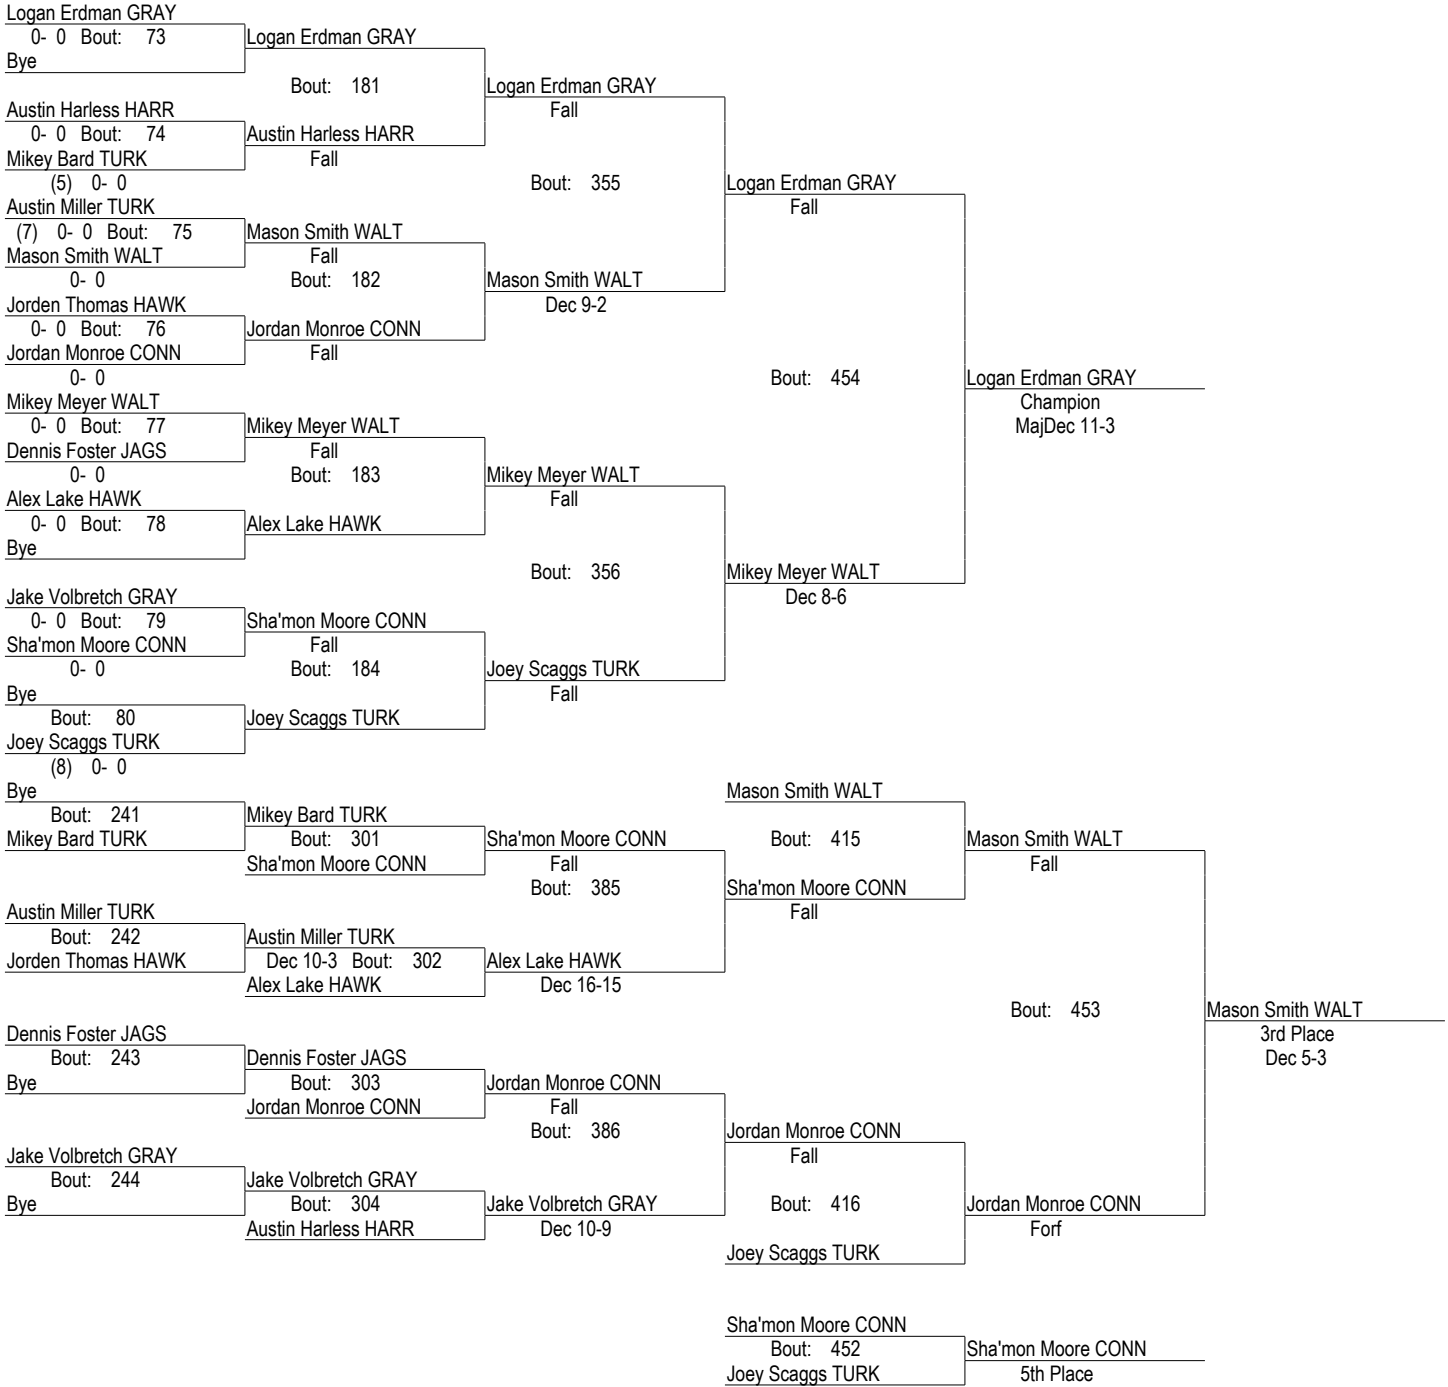 Logan Erdman GRAY
0- 0 Bout: 73
Logan Erdman GRAY
Bye
Bout: 181
Logan Erdman GRAY
Austin Harless HARR
Fall
0- 0 Bout: 74
Austin Harless HARR
Mikey Bard TURK
Fall
(5) 0- 0
Bout: 355
Logan Erdman GRAY
Austin Miller TURK
Fall
(7) 0- 0 Bout: 75
Mason Smith WALT
Mason Smith WALT
Fall
0- 0
Bout: 182
Mason Smith WALT
Jorden Thomas HAWK
Dec 9-2
0- 0 Bout: 76
Jordan Monroe CONN
Jordan Monroe CONN
Fall
0- 0
Bout: 454
Logan Erdman GRAY
Mikey Meyer WALT
Champion
0- 0 Bout: 77
Mikey Meyer WALT
MajDec 11-3
Dennis Foster JAGS
Fall
0- 0
Bout: 183
Mikey Meyer WALT
Alex Lake HAWK
Fall
0- 0 Bout: 78
Alex Lake HAWK
Bye
Bout: 356
Mikey Meyer WALT
Jake Volbretch GRAY
Dec 8-6
0- 0 Bout: 79
Sha'mon Moore CONN
Sha'mon Moore CONN
Fall
0- 0
Bout: 184
Joey Scaggs TURK
Bye
Fall
Bout: 80
Joey Scaggs TURK
Joey Scaggs TURK
(8) 0- 0
Bye
Mason Smith WALT
Bout: 241
Mikey Bard TURK
Mikey Bard TURK
Bout: 301
Sha'mon Moore CONN
Bout: 415
Mason Smith WALT
Sha'mon Moore CONN
Fall
Fall
Bout: 385
Sha'mon Moore CONN
Austin Miller TURK
Fall
Bout: 242
Austin Miller TURK
Jorden Thomas HAWK
Dec 10-3 Bout: 302
Alex Lake HAWK
Alex Lake HAWK
Dec 16-15
Bout: 453
Mason Smith WALT
Dennis Foster JAGS
3rd Place
Bout: 243
Dennis Foster JAGS
Dec 5-3
Bye
Bout: 303
Jordan Monroe CONN
Jordan Monroe CONN
Fall
Bout: 386
Jordan Monroe CONN
Jake Volbretch GRAY
Fall
Bout: 244
Jake Volbretch GRAY
Bye
Bout: 304
Jake Volbretch GRAY
Bout: 416
Jordan Monroe CONN
Austin Harless HARR
Dec 10-9
Forf
Joey Scaggs TURK
Sha'mon Moore CONN
Bout: 452
Sha'mon Moore CONN
Joey Scaggs TURK
5th Place